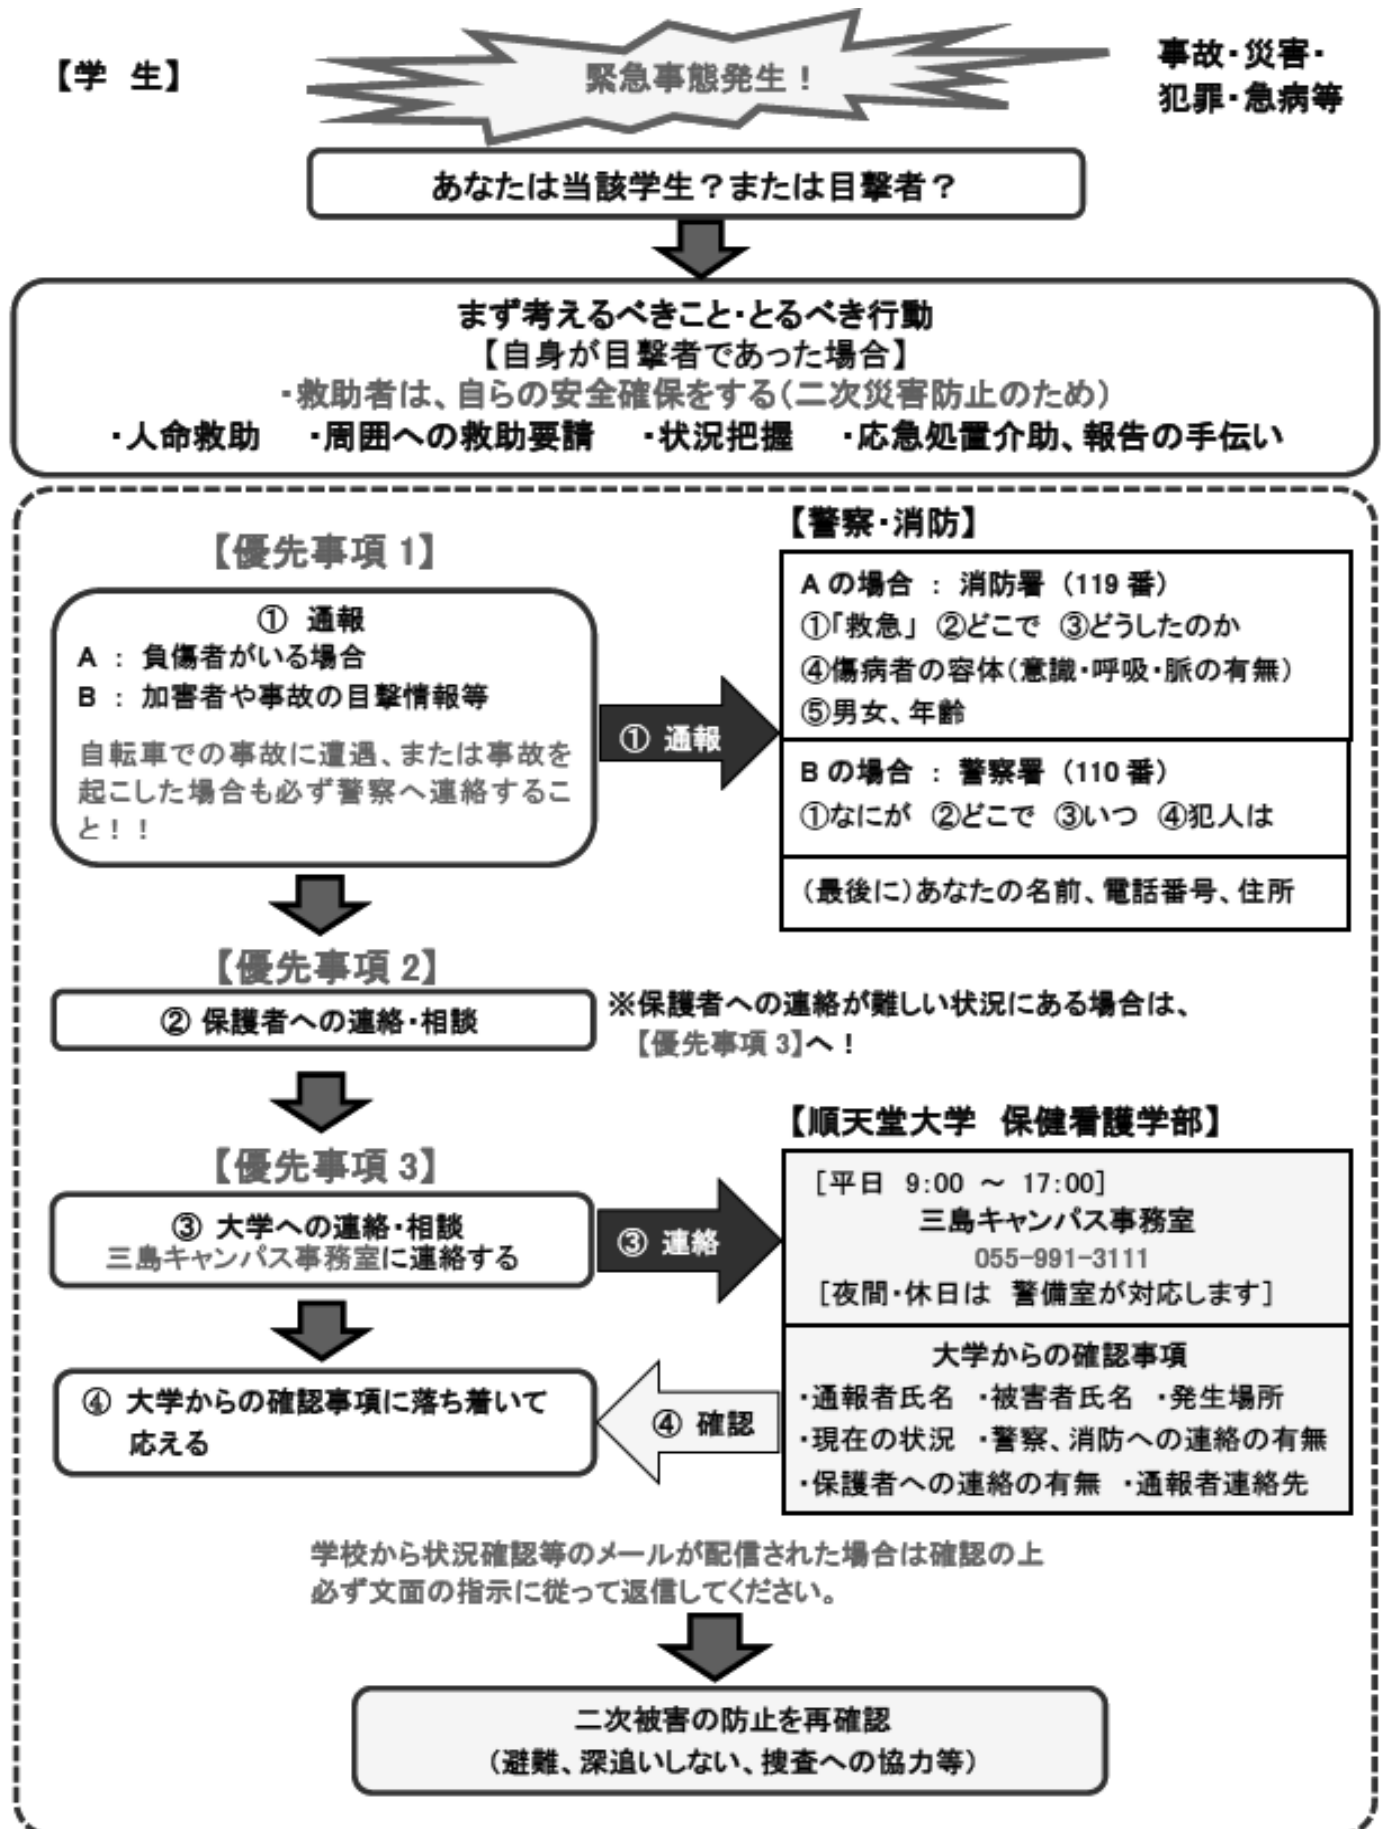 【学 生】
緊急事態発生！
事故・災害・
犯罪・急病等
あなたは当該学生？または目撃者？
まず考えるべきこと・とるべき行動
【自身が目撃者であった場合】
・救助者は、自らの安全確保をする（二次災害防止のため）
・人命救助 ・周囲への救助要請 ・状況把握 ・応急処置介助、報告の手伝い
【優先事項 1】
① 通報
A ： 負傷者がいる場合
B ： 加害者や事故の目撃情報等
自転車での事故に遭遇、または事故を
起こした場合も必ず警察へ連絡するこ
と！！
① 通報
【警察・消防】
A の場合 ： 消防署 （119 番）
①「救急」 ②どこで ③どうしたのか
④傷病者の容体（意識・呼吸・脈の有無）
⑤男女、年齢
B の場合 ： 警察署 （110 番）
①なにが ②どこで ③いつ ④犯人は
（最後に）あなたの名前、電話番号、住所
【優先事項 2】
② 保護者への連絡・相談
※保護者への連絡が難しい状況にある場合は、
【優先事項 3】へ！
【優先事項 3】
③ 大学への連絡・相談
三島キャンパス事務室に連絡する
③ 連絡
【順天堂大学 保健看護学部】
［平日 9:00 ～ 17:00］
三島キャンパス事務室
055-991-3111
［夜間・休日は 警備室が対応します］
大学からの確認事項
・通報者氏名 ・被害者氏名 ・発生場所
・現在の状況 ・警察、消防への連絡の有無
・保護者への連絡の有無 ・通報者連絡先
④ 確認
④ 大学からの確認事項に落ち着いて
応える
学校から状況確認等のメールが配信された場合は確認の上
必ず文面の指示に従って返信してください。
二次被害の防止を再確認
（避難、深追いしない、捜査への協力等）